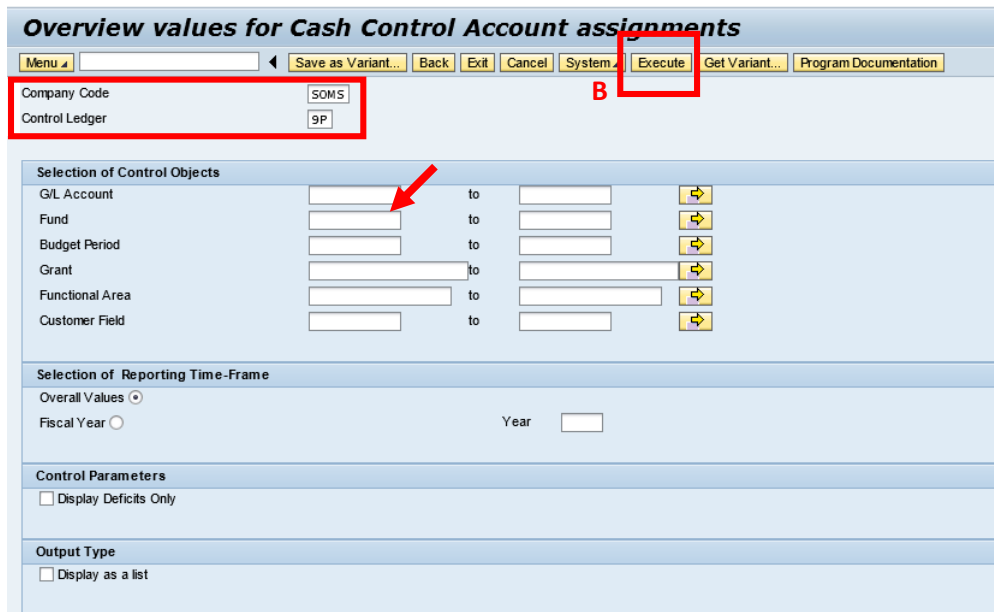 Overview values for Cash Control Account assignments
Menu Save as Variant... Back Exit Cancel System Execute Get Variant... Program Documentation
B
Company Code SOMS
Control Ledger 9P
Selection of Control Objects
G/L Account to
Fund to
Budget Period to
Grant to
Functional Area to
Customer Field to
Selection of Reporting Time-Frame
Overall Values
Fiscal Year Year
Control Parameters
Display Deficits Only
Output Type
Display as a list